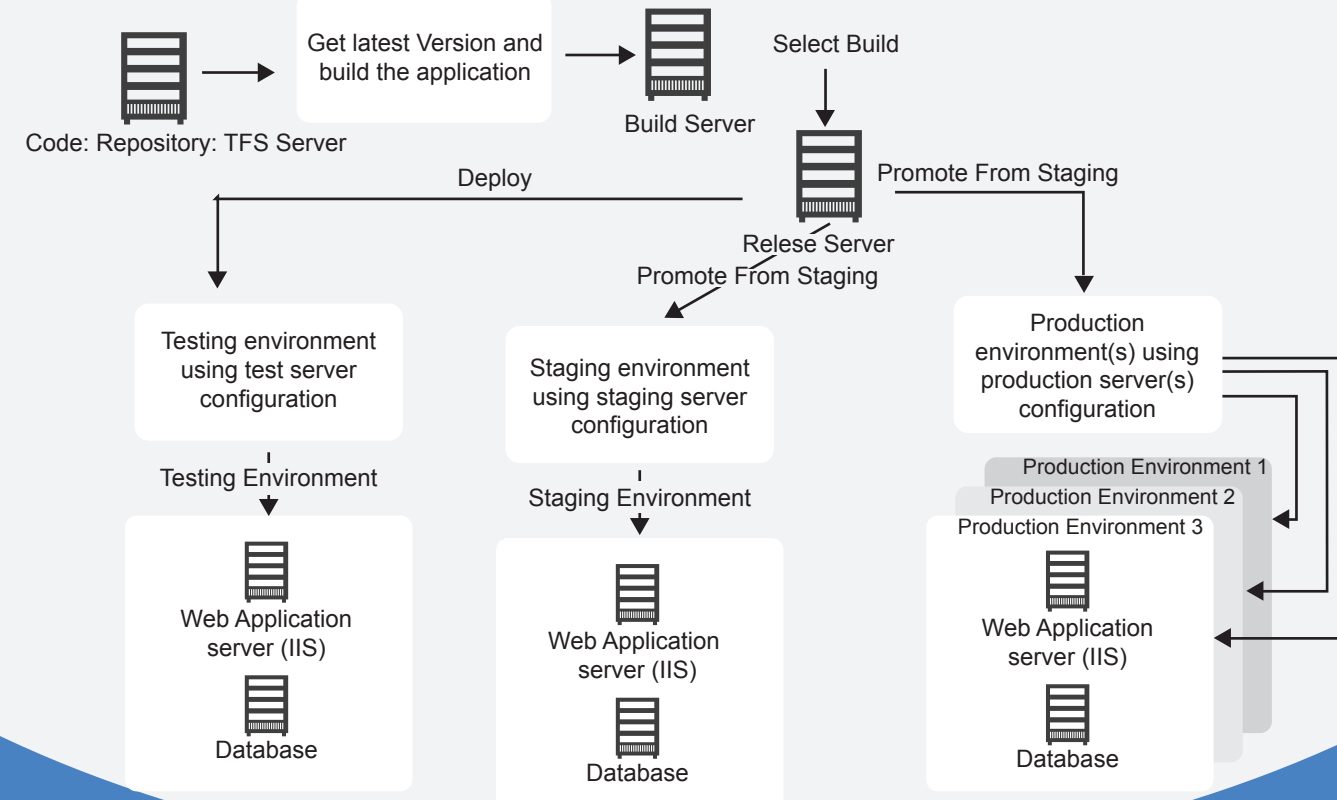 Get latest Version and
build the application
Select Build
Code: Repository: TFS Server
Build Server
Deploy
Promote From Staging
Relese Server
Promote From Staging
Testing environment
using test server
configuration
Staging environment
using staging server
configuration
Production
environment(s) using
production server(s)
configuration
Testing Environment
Staging Environment
Production Environment 1
Production Environment 2
Production Environment 3
Web Application
server (IIS)
Database
Web Application
server (IIS)
Database
Web Application
server (IIS)
Database